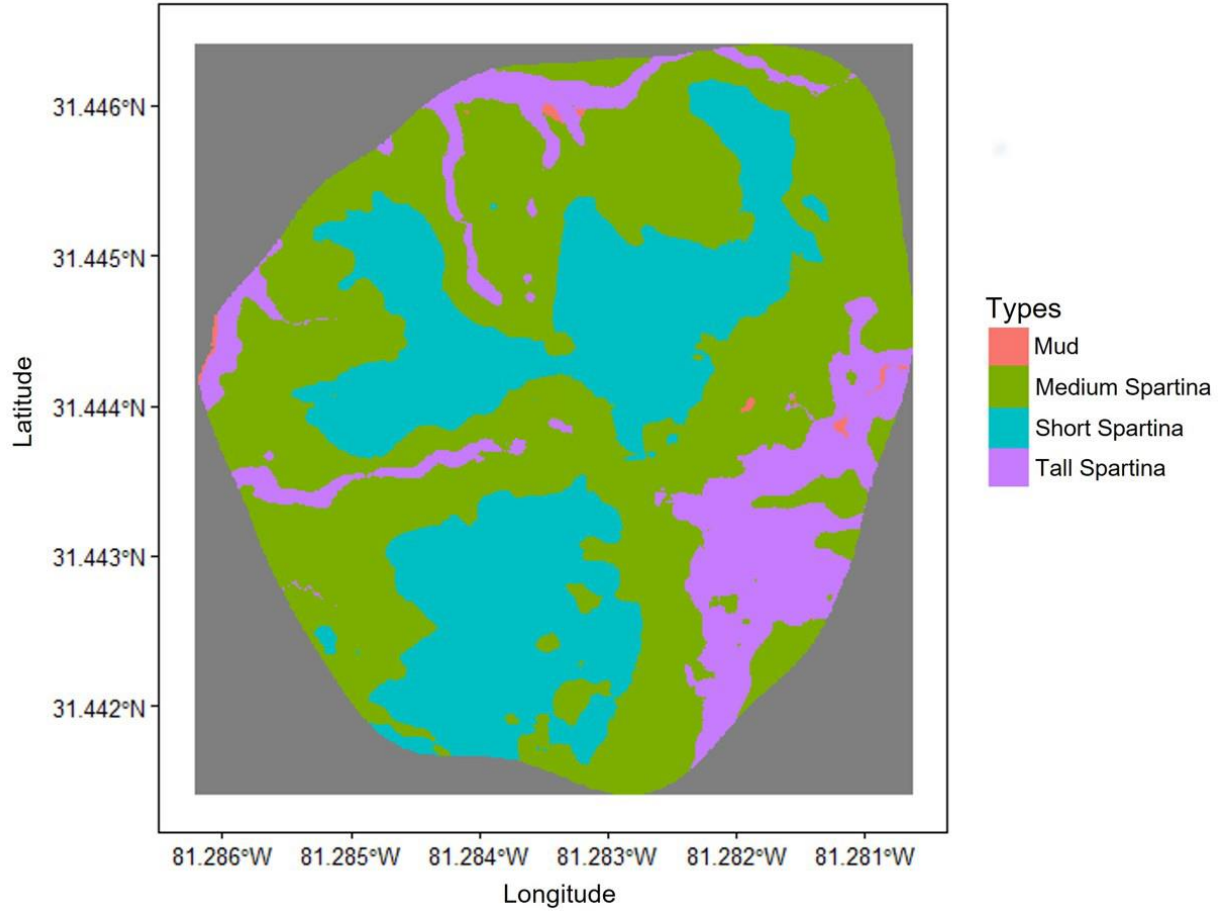 31.446°N
31.445°N
31.444°N
31.443°N
31.442°N
Latitude
81.286°W 81.285°W 81.284°W 81.283°W 81.282°W 81.281°W
Longitude
Types
Mud
Medium Spartina
Short Spartina
Tall Spartina